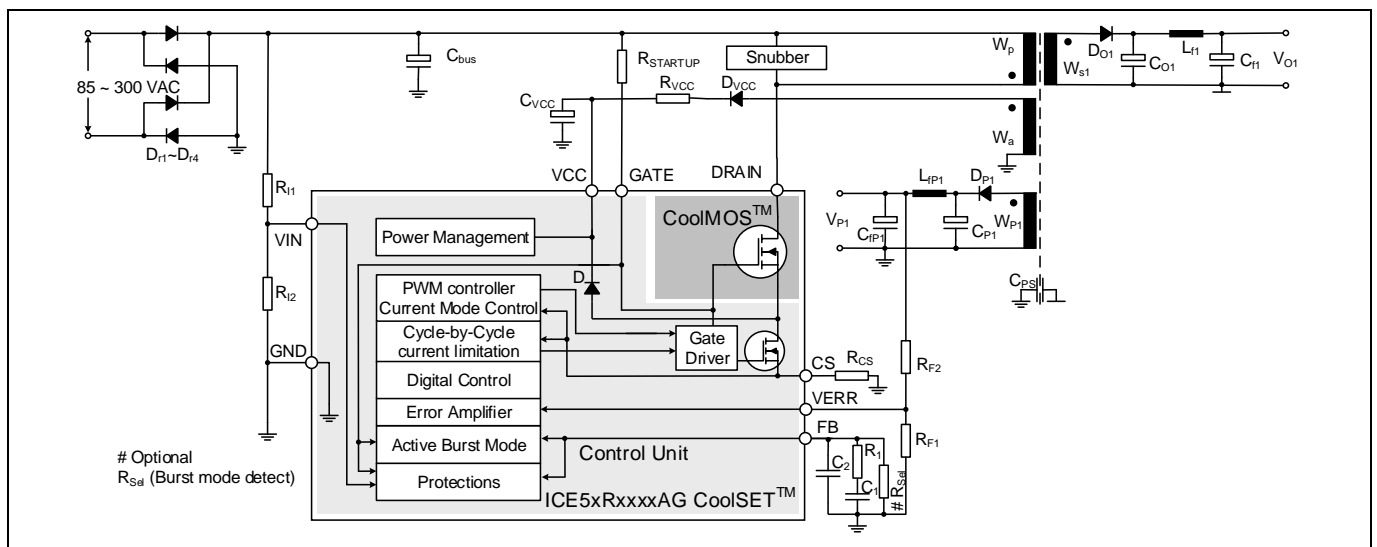 85 ~ 300 VAC
Dr1~Dr4
Cbus
RSTARTUP
Snubber
Wp
Ws1
DO1
CO1
Lf1
Cf1
VO1
CVCC
RVCC
DVCC
Wa
RI1
VCC
GATE
DRAIN
CoolMOS™
VP1
LfP1
DP1
CfP1
CP1
WP1
CPS
VIN
Power Management
D
RI2
PWM controller
Current Mode Control
Cycle-by-Cycle
current limitation
Gate
Driver
GND
Digital Control
CS
RCS
RF2
Error Amplifier
VERR
Active Burst Mode
FB
RF1
Control Unit
Protections
C2
R1
C1
# RSel
# Optional
RSel (Burst mode detect)
ICE5xRxxxxAG CoolSET™